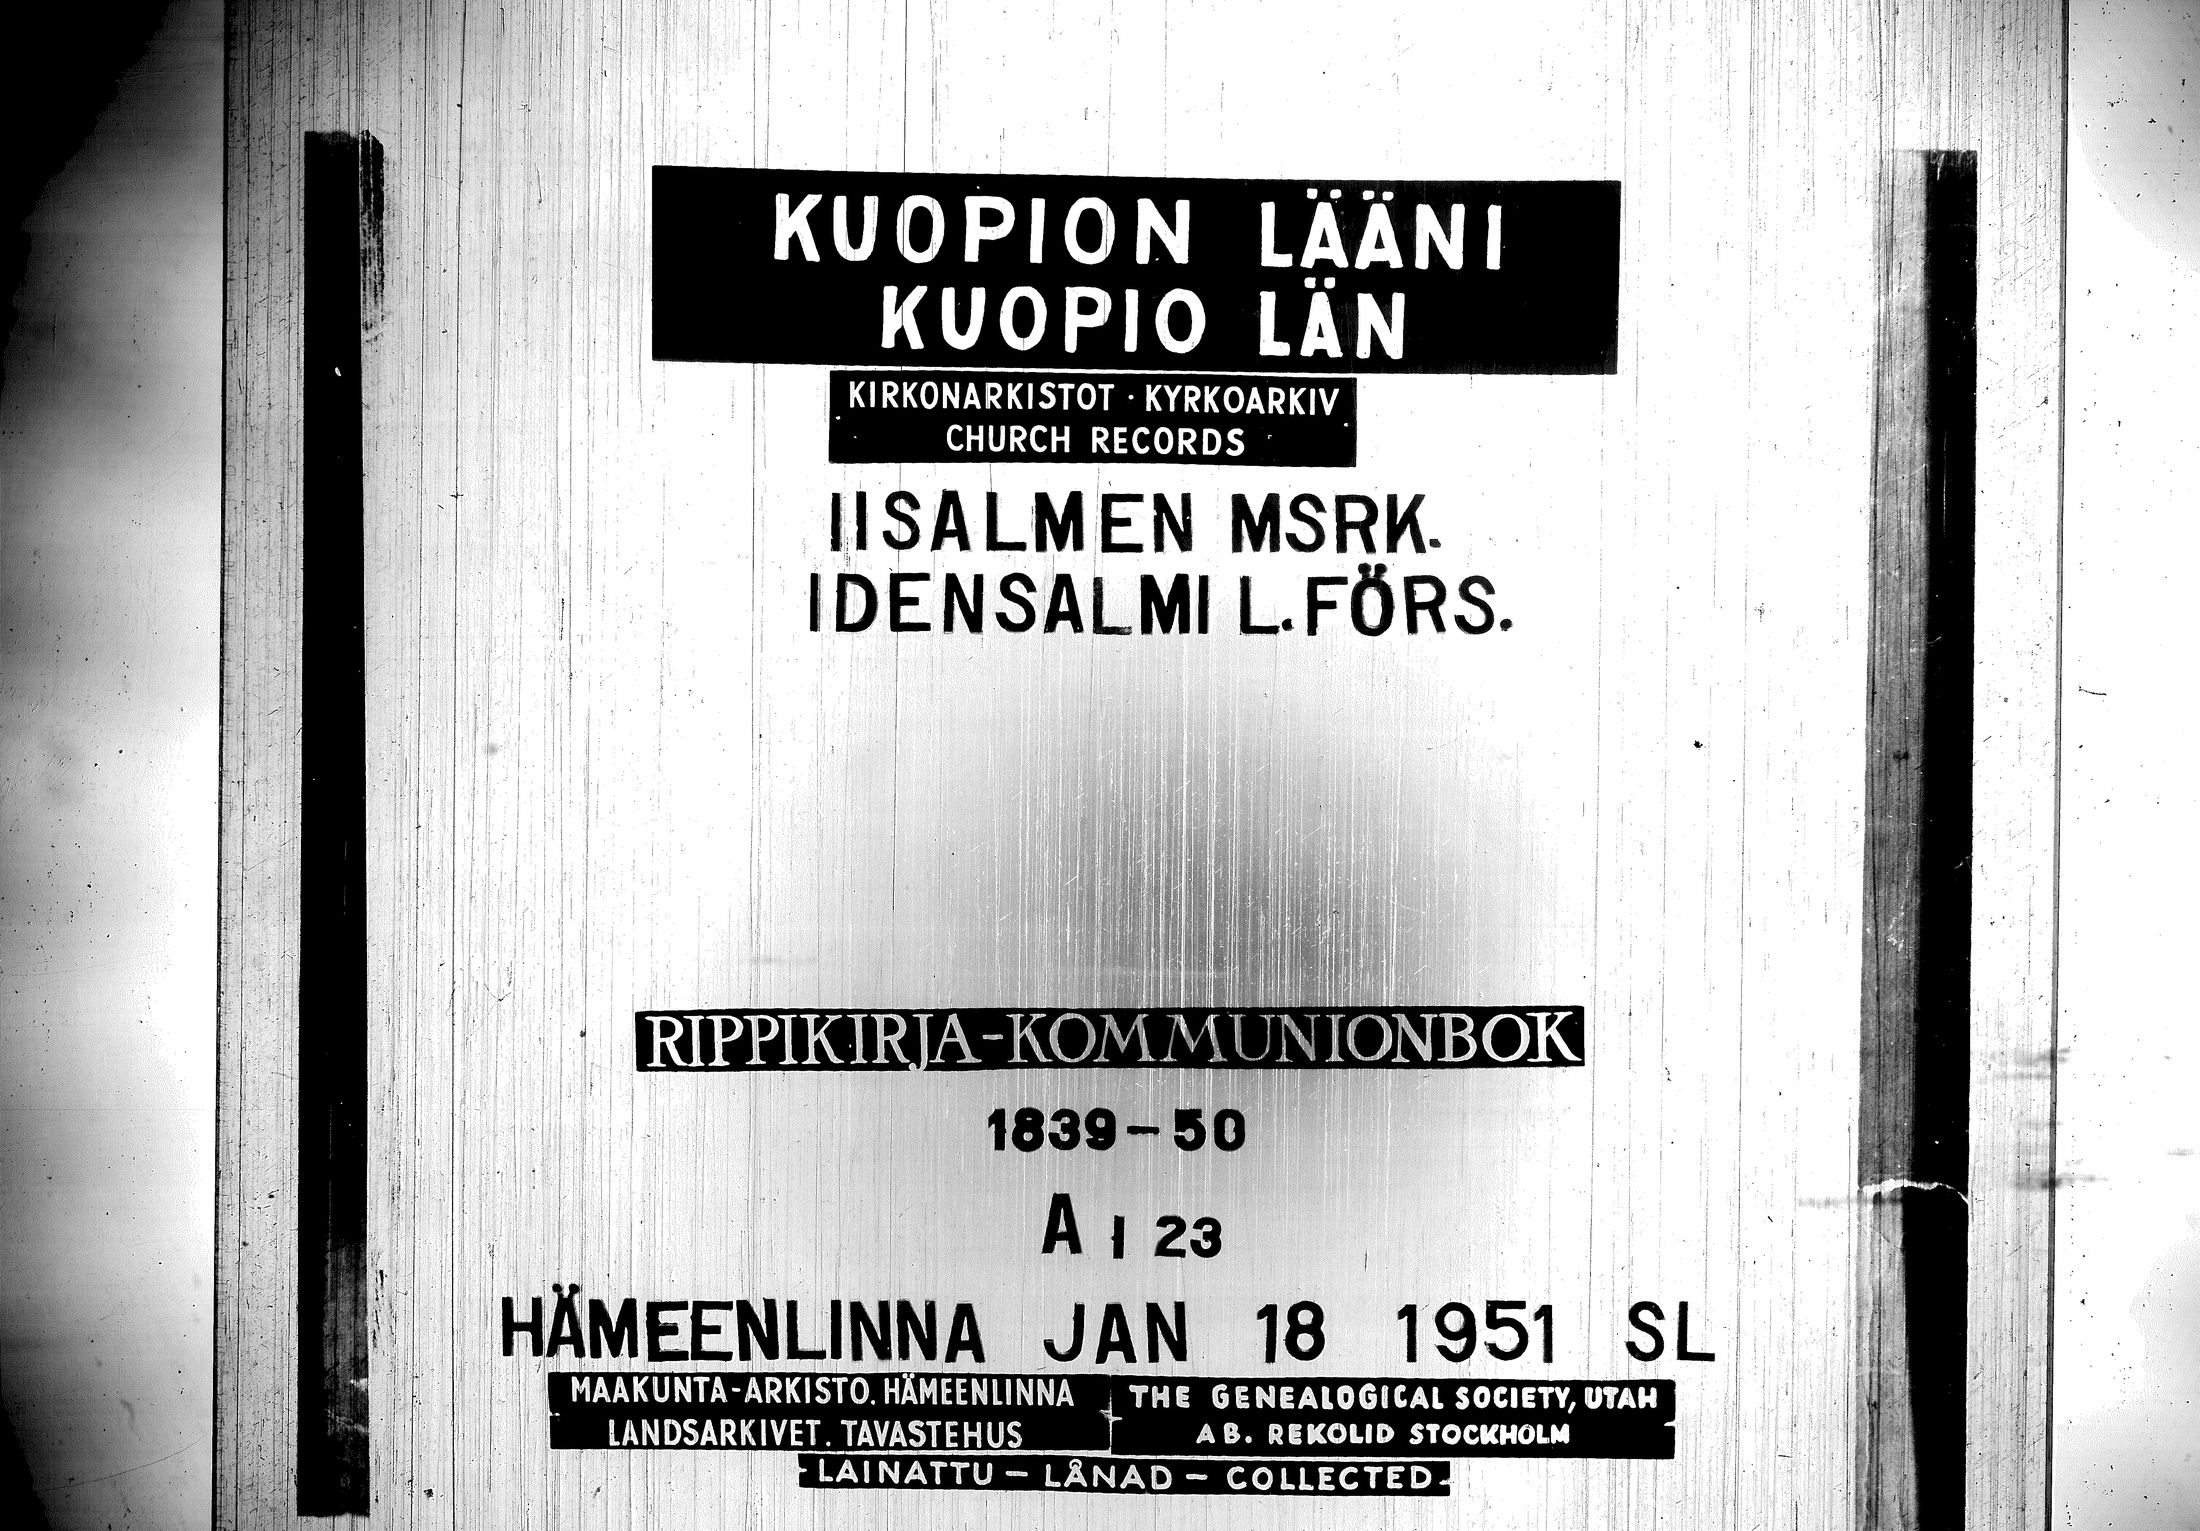 KUOPION LÄÄNI
KUOPIO LÄN
KIRKONARKISTOT · KYRKOARKIV
CHURCH RECORDS
IISALMEN MSRK.
IDENSALMI L. FÖRS.
RIPPIKIRJA-KOMMUNIONBOK
1839-50
A I 23
HÄMEENLINNA JAN 18 1951 SL
MAAKUNTA-ARKISTO. HÄMEENLINNA
LANDSARKIVET. TAVASTEHUS
THE GENEALOGICAL SOCIETY, UTAH
AB. REKOLID STOCKHOLM
LAINATTU - LÅNAD - COLLECTED